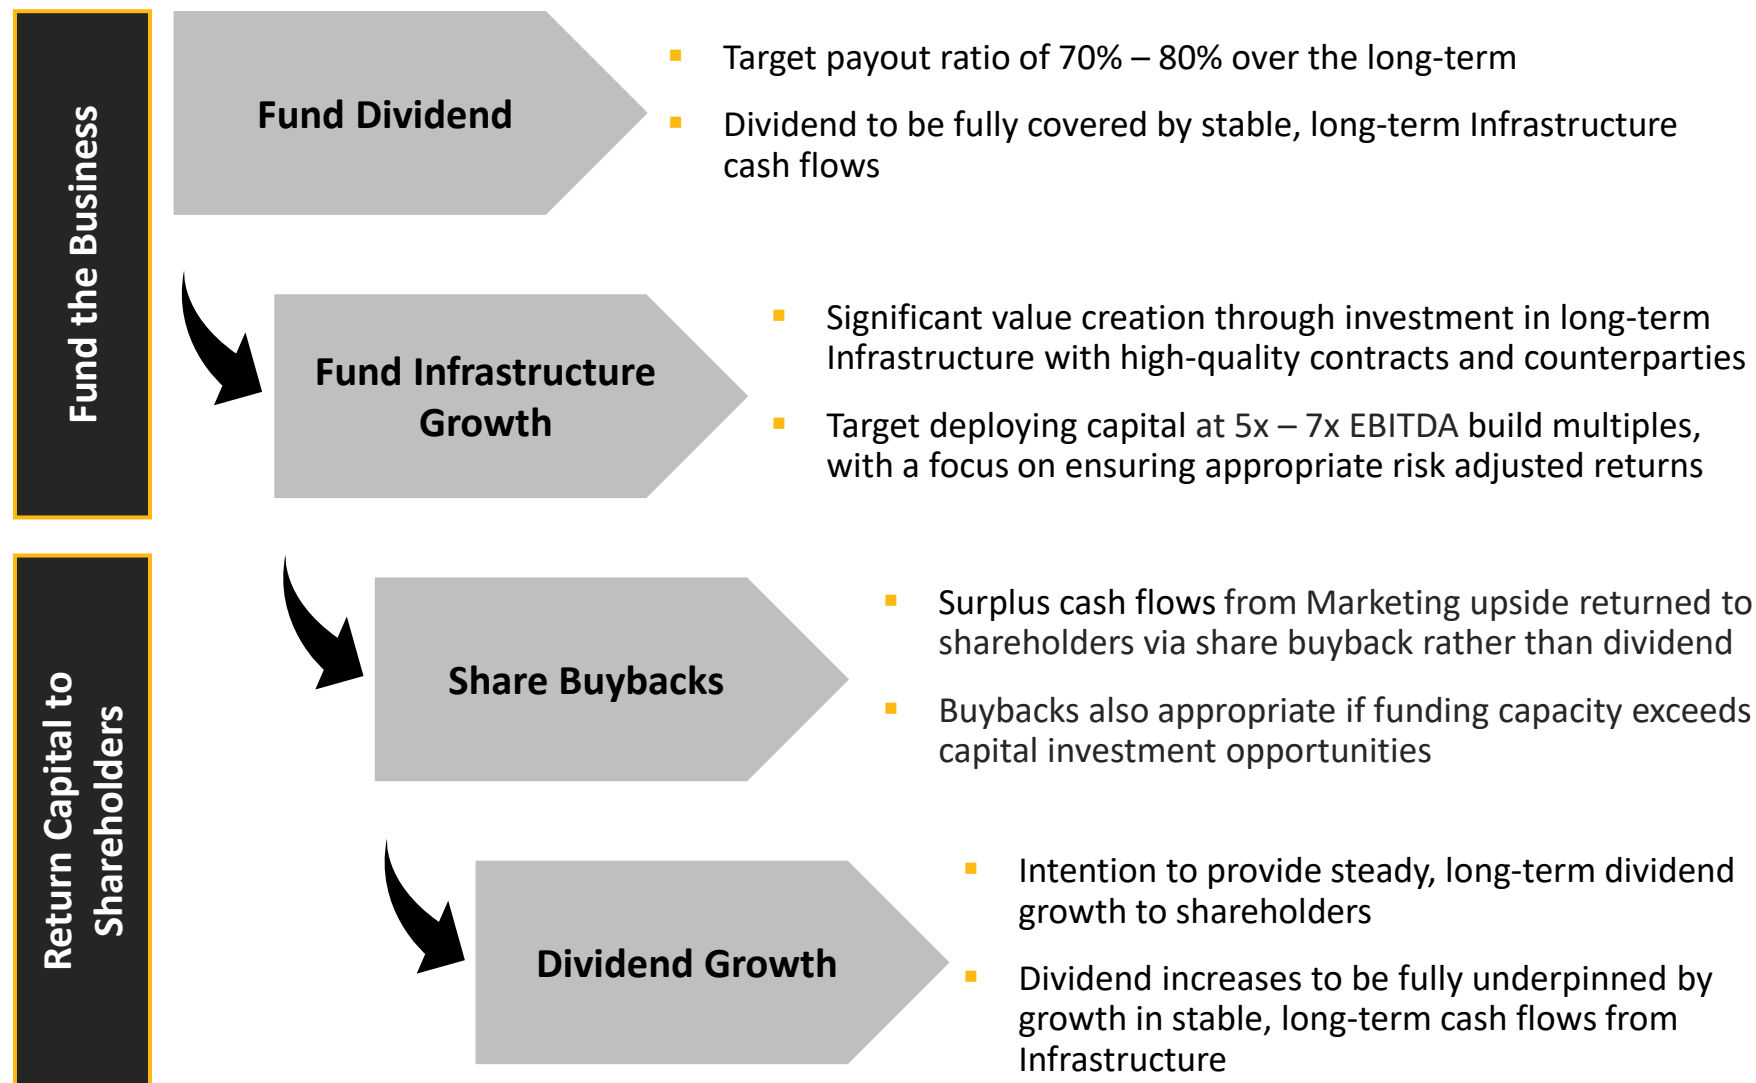 Fund the Business
Fund Dividend
▪ Target payout ratio of 70% – 80% over the long-term
▪ Dividend to be fully covered by stable, long-term Infrastructure
cash flows
Fund Infrastructure
Growth
▪ Significant value creation through investment in long-term
Infrastructure with high-quality contracts and counterparties
▪ Target deploying capital at 5x – 7x EBITDA build multiples,
with a focus on ensuring appropriate risk adjusted returns
Return Capital to
Shareholders
Share Buybacks
▪ Surplus cash flows from Marketing upside returned to
shareholders via share buyback rather than dividend
▪ Buybacks also appropriate if funding capacity exceeds
capital investment opportunities
Dividend Growth
▪ Intention to provide steady, long-term dividend
growth to shareholders
▪ Dividend increases to be fully underpinned by
growth in stable, long-term cash flows from
Infrastructure